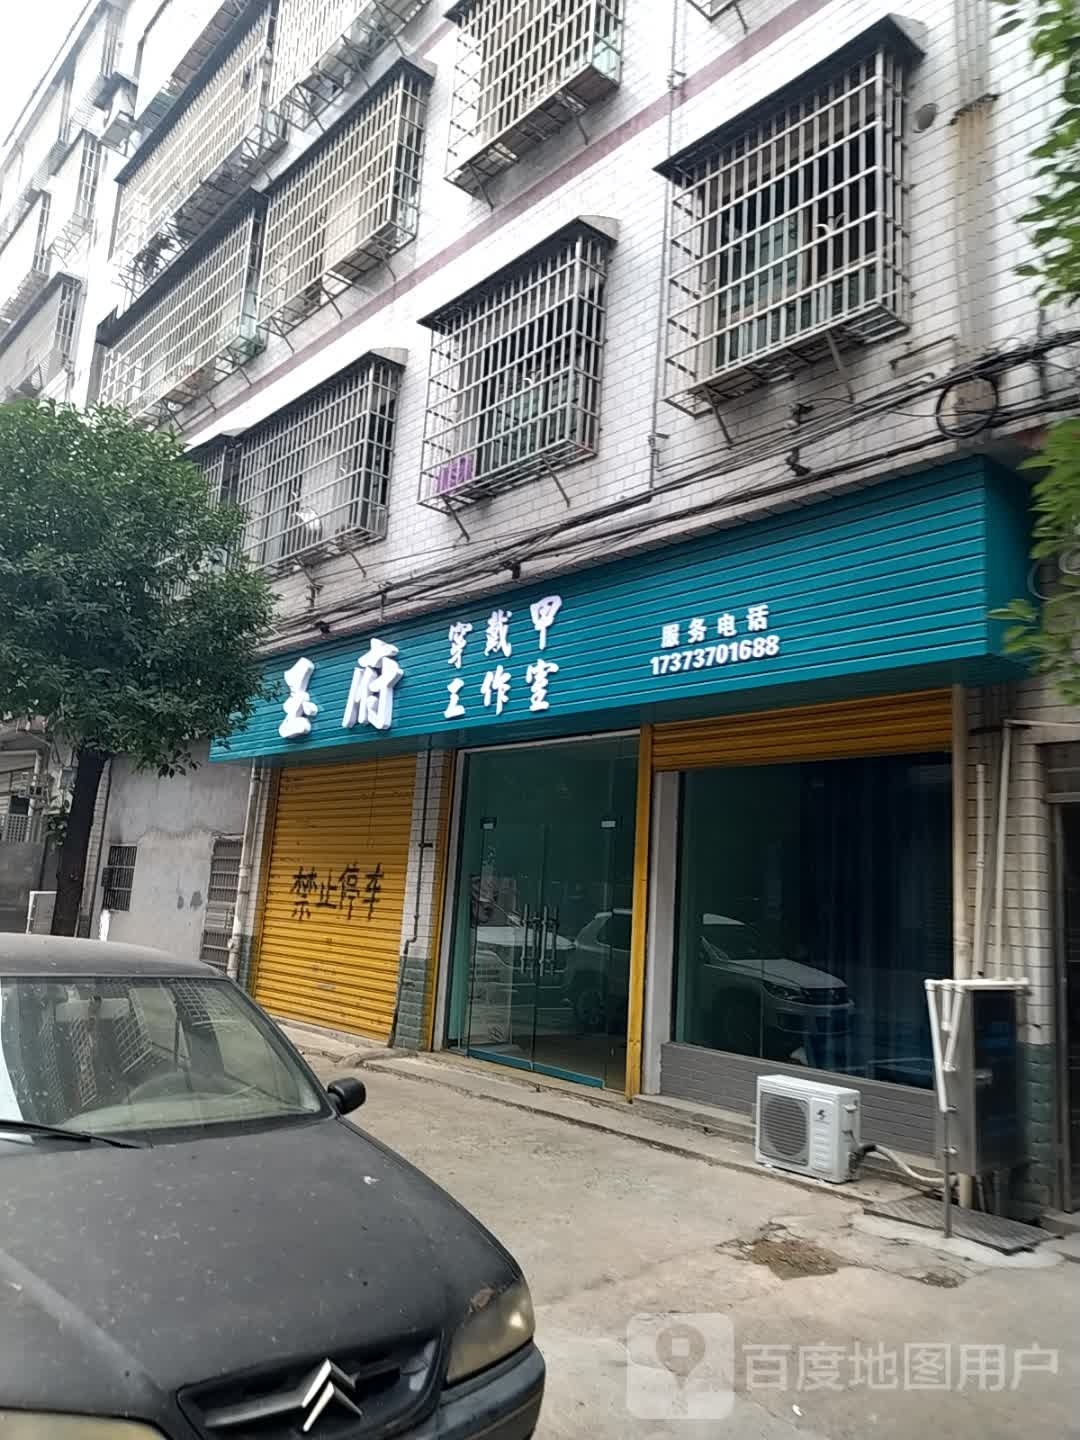 玉府
穿戴甲
工作室
服务电话
17373701688
禁止停车
百度地图用户